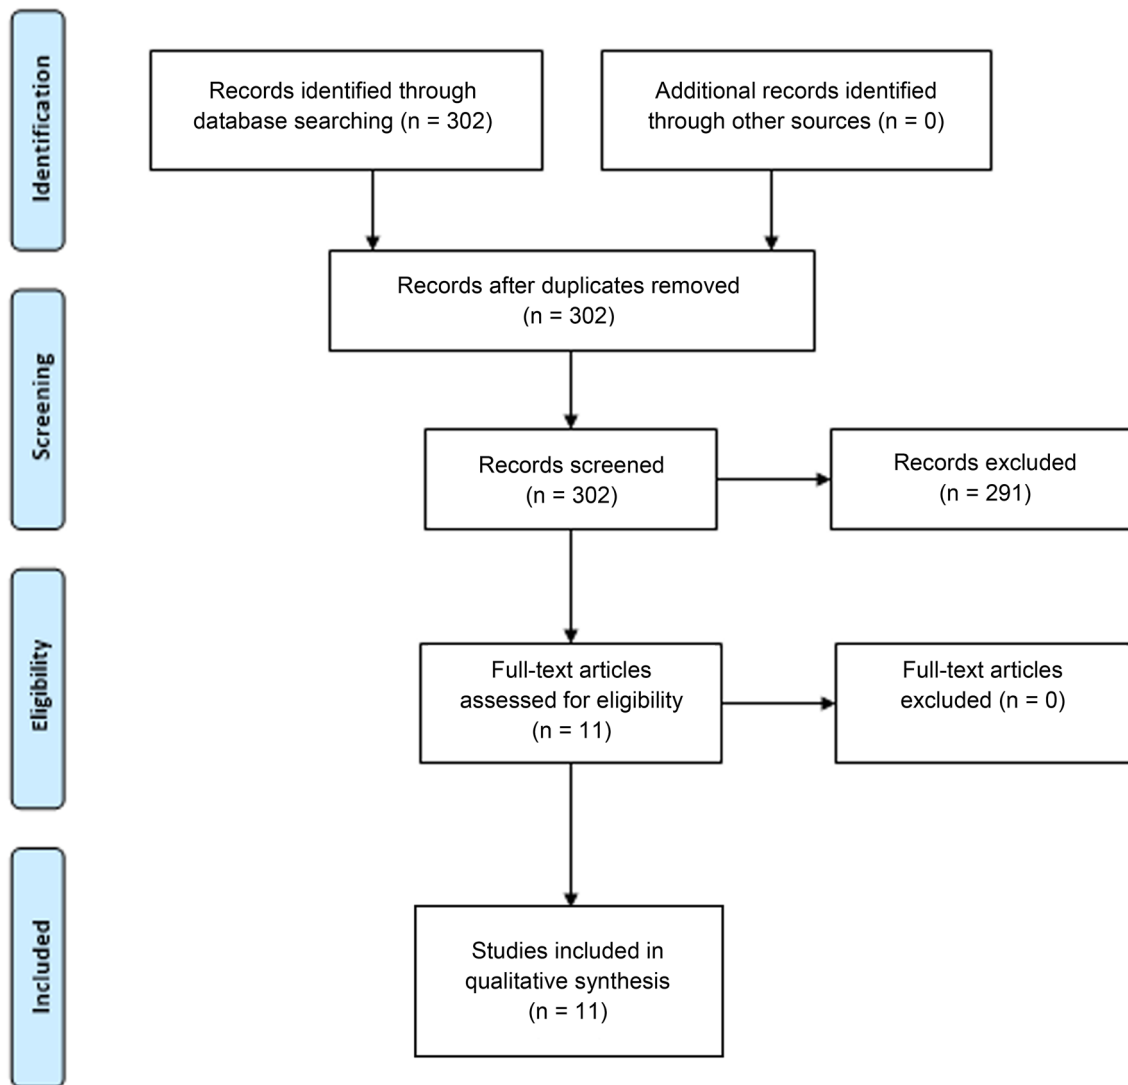 Identification
Records identified through
database searching (n = 302)
Additional records identified
through other sources (n = 0)
Records after duplicates removed
(n = 302)
Screening
Records screened
(n = 302)
Records excluded
(n = 291)
Eligibility
Full-text articles
assessed for eligibility
(n = 11)
Full-text articles
excluded (n = 0)
Included
Studies included in
qualitative synthesis
(n = 11)